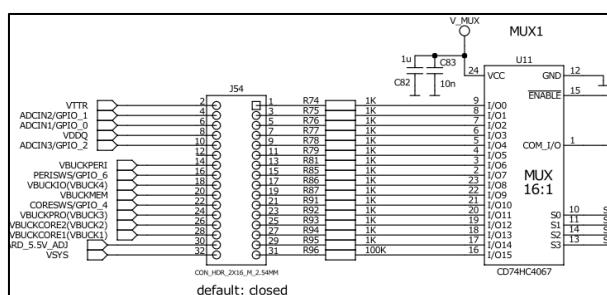 V_MUX
MUX1
1u
C83
C82
10n
U11
24
VCC
GND
12
ENABLE
15
COM_I/O
1
MUX
16:1
J54
VTTR 2 1 R74 1K 9 I/O0
ADCIN2/GPIO_1 4 3 R75 1K 8 I/O1
ADCIN1/GPIO_0 6 5 R76 1K 7 I/O2
VDDQ 8 7 R77 1K 6 I/O3
ADCIN3/GPIO_2 10 9 R78 1K 5 I/O4
12 11 R79 1K 4 I/O5
VBUCKPERI 14 13 R81 1K 3 I/O6
PERISWS/GPIO_6 16 15 R85 1K 2 I/O7
VBUCKIO(VBUCK4) 18 17 R86 1K 23 I/O8
VBUCKMEM 20 19 R87 1K 22 I/O9
CORESWS/GPIO_4 22 21 R91 1K 21 I/O10
VBUCKPRO(VBUCK3) 24 23 R92 1K 20 I/O11 S0 10
VBUCKCORE2(VBUCK2) 26 25 R93 1K 19 I/O12 S1 11
VBUCKCORE1(VBUCK1) 28 27 R94 1K 18 I/O13 S2 14
ARD_5.5V_ADJ 30 29 R95 1K 17 I/O14 S3 13
VSYS 32 31 R96 100K 16 I/O15
CON_HDR_2X16_M_2.54MM
CD74HC4067
default: closed